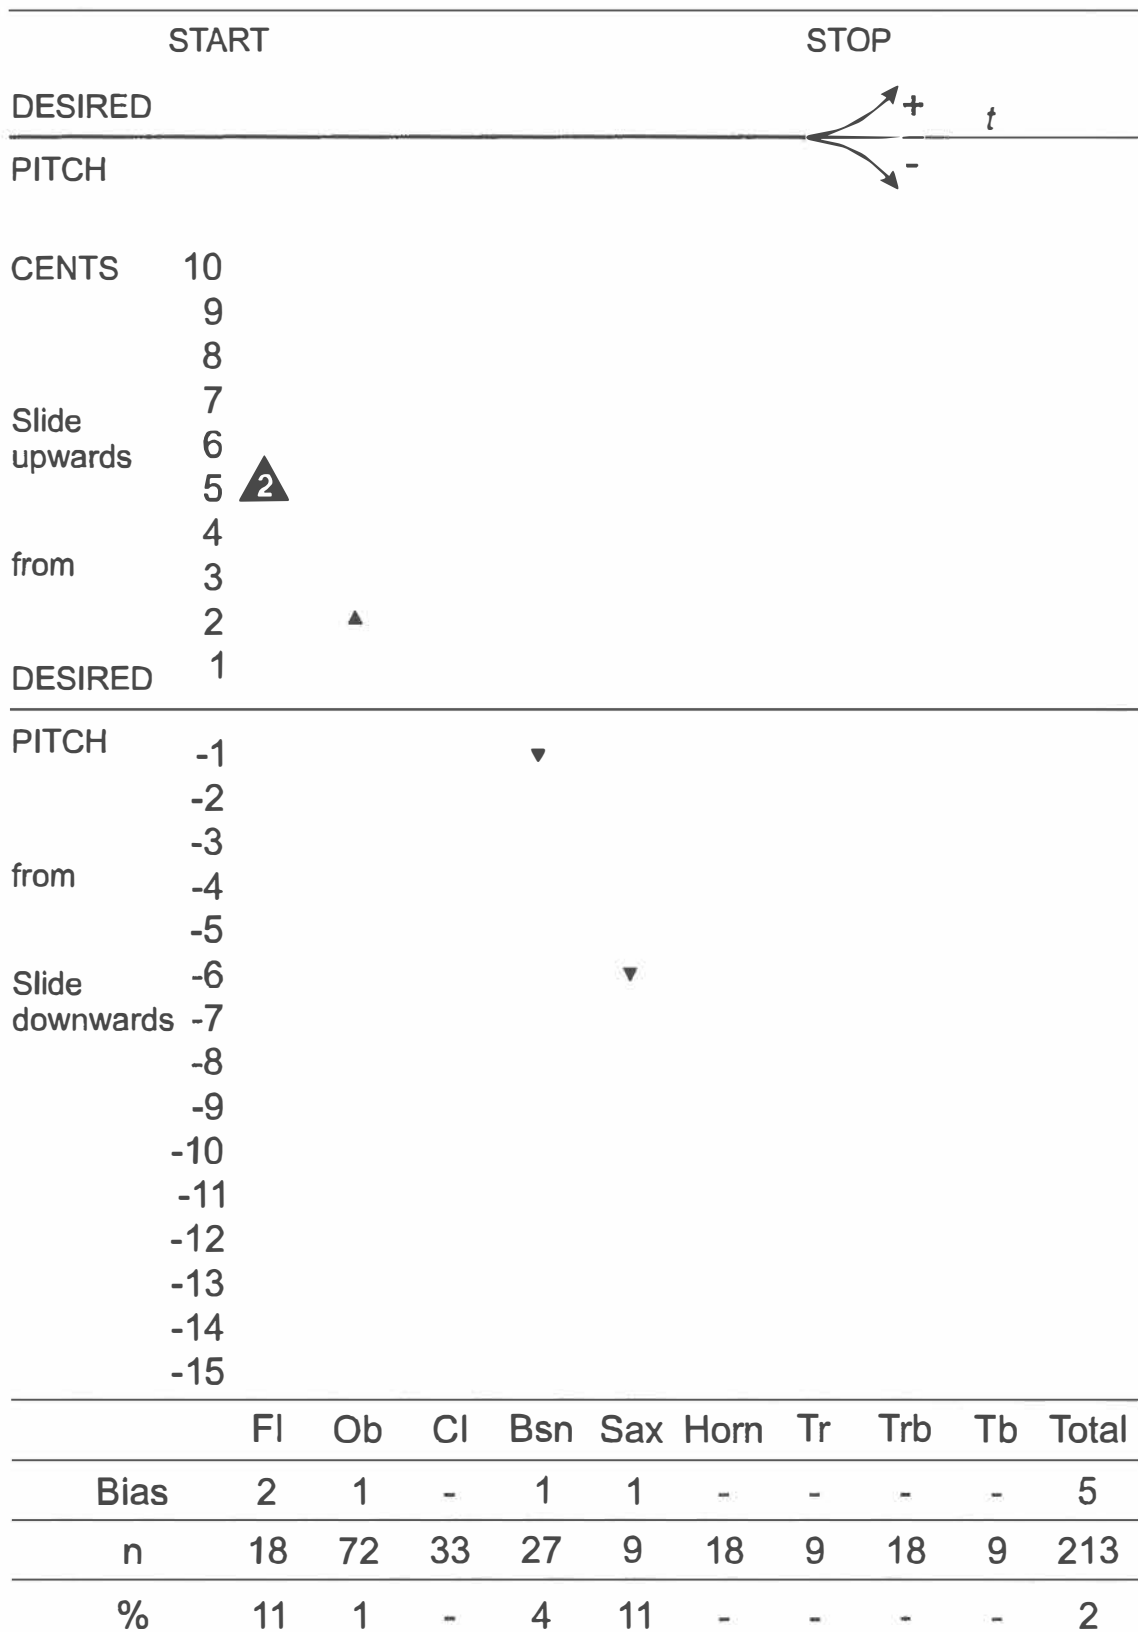 START STOP
DESIRED + t
PITCH -
CENTS 10
9
8
7
Slide
upwards 6
5 2
4
from 3
2
1
DESIRED
PITCH -1
-2
-3
from -4
-5
Slide -6
downwards -7
-8
-9
-10
-11
-12
-13
-14
-15
Fl Ob Cl Bsn Sax Horn Tr Trb Tb Total
Bias 2 1 - 1 1 - - - - 5
n 18 72 33 27 9 18 9 18 9 213
% 11 1 - 4 11 - - - - 2